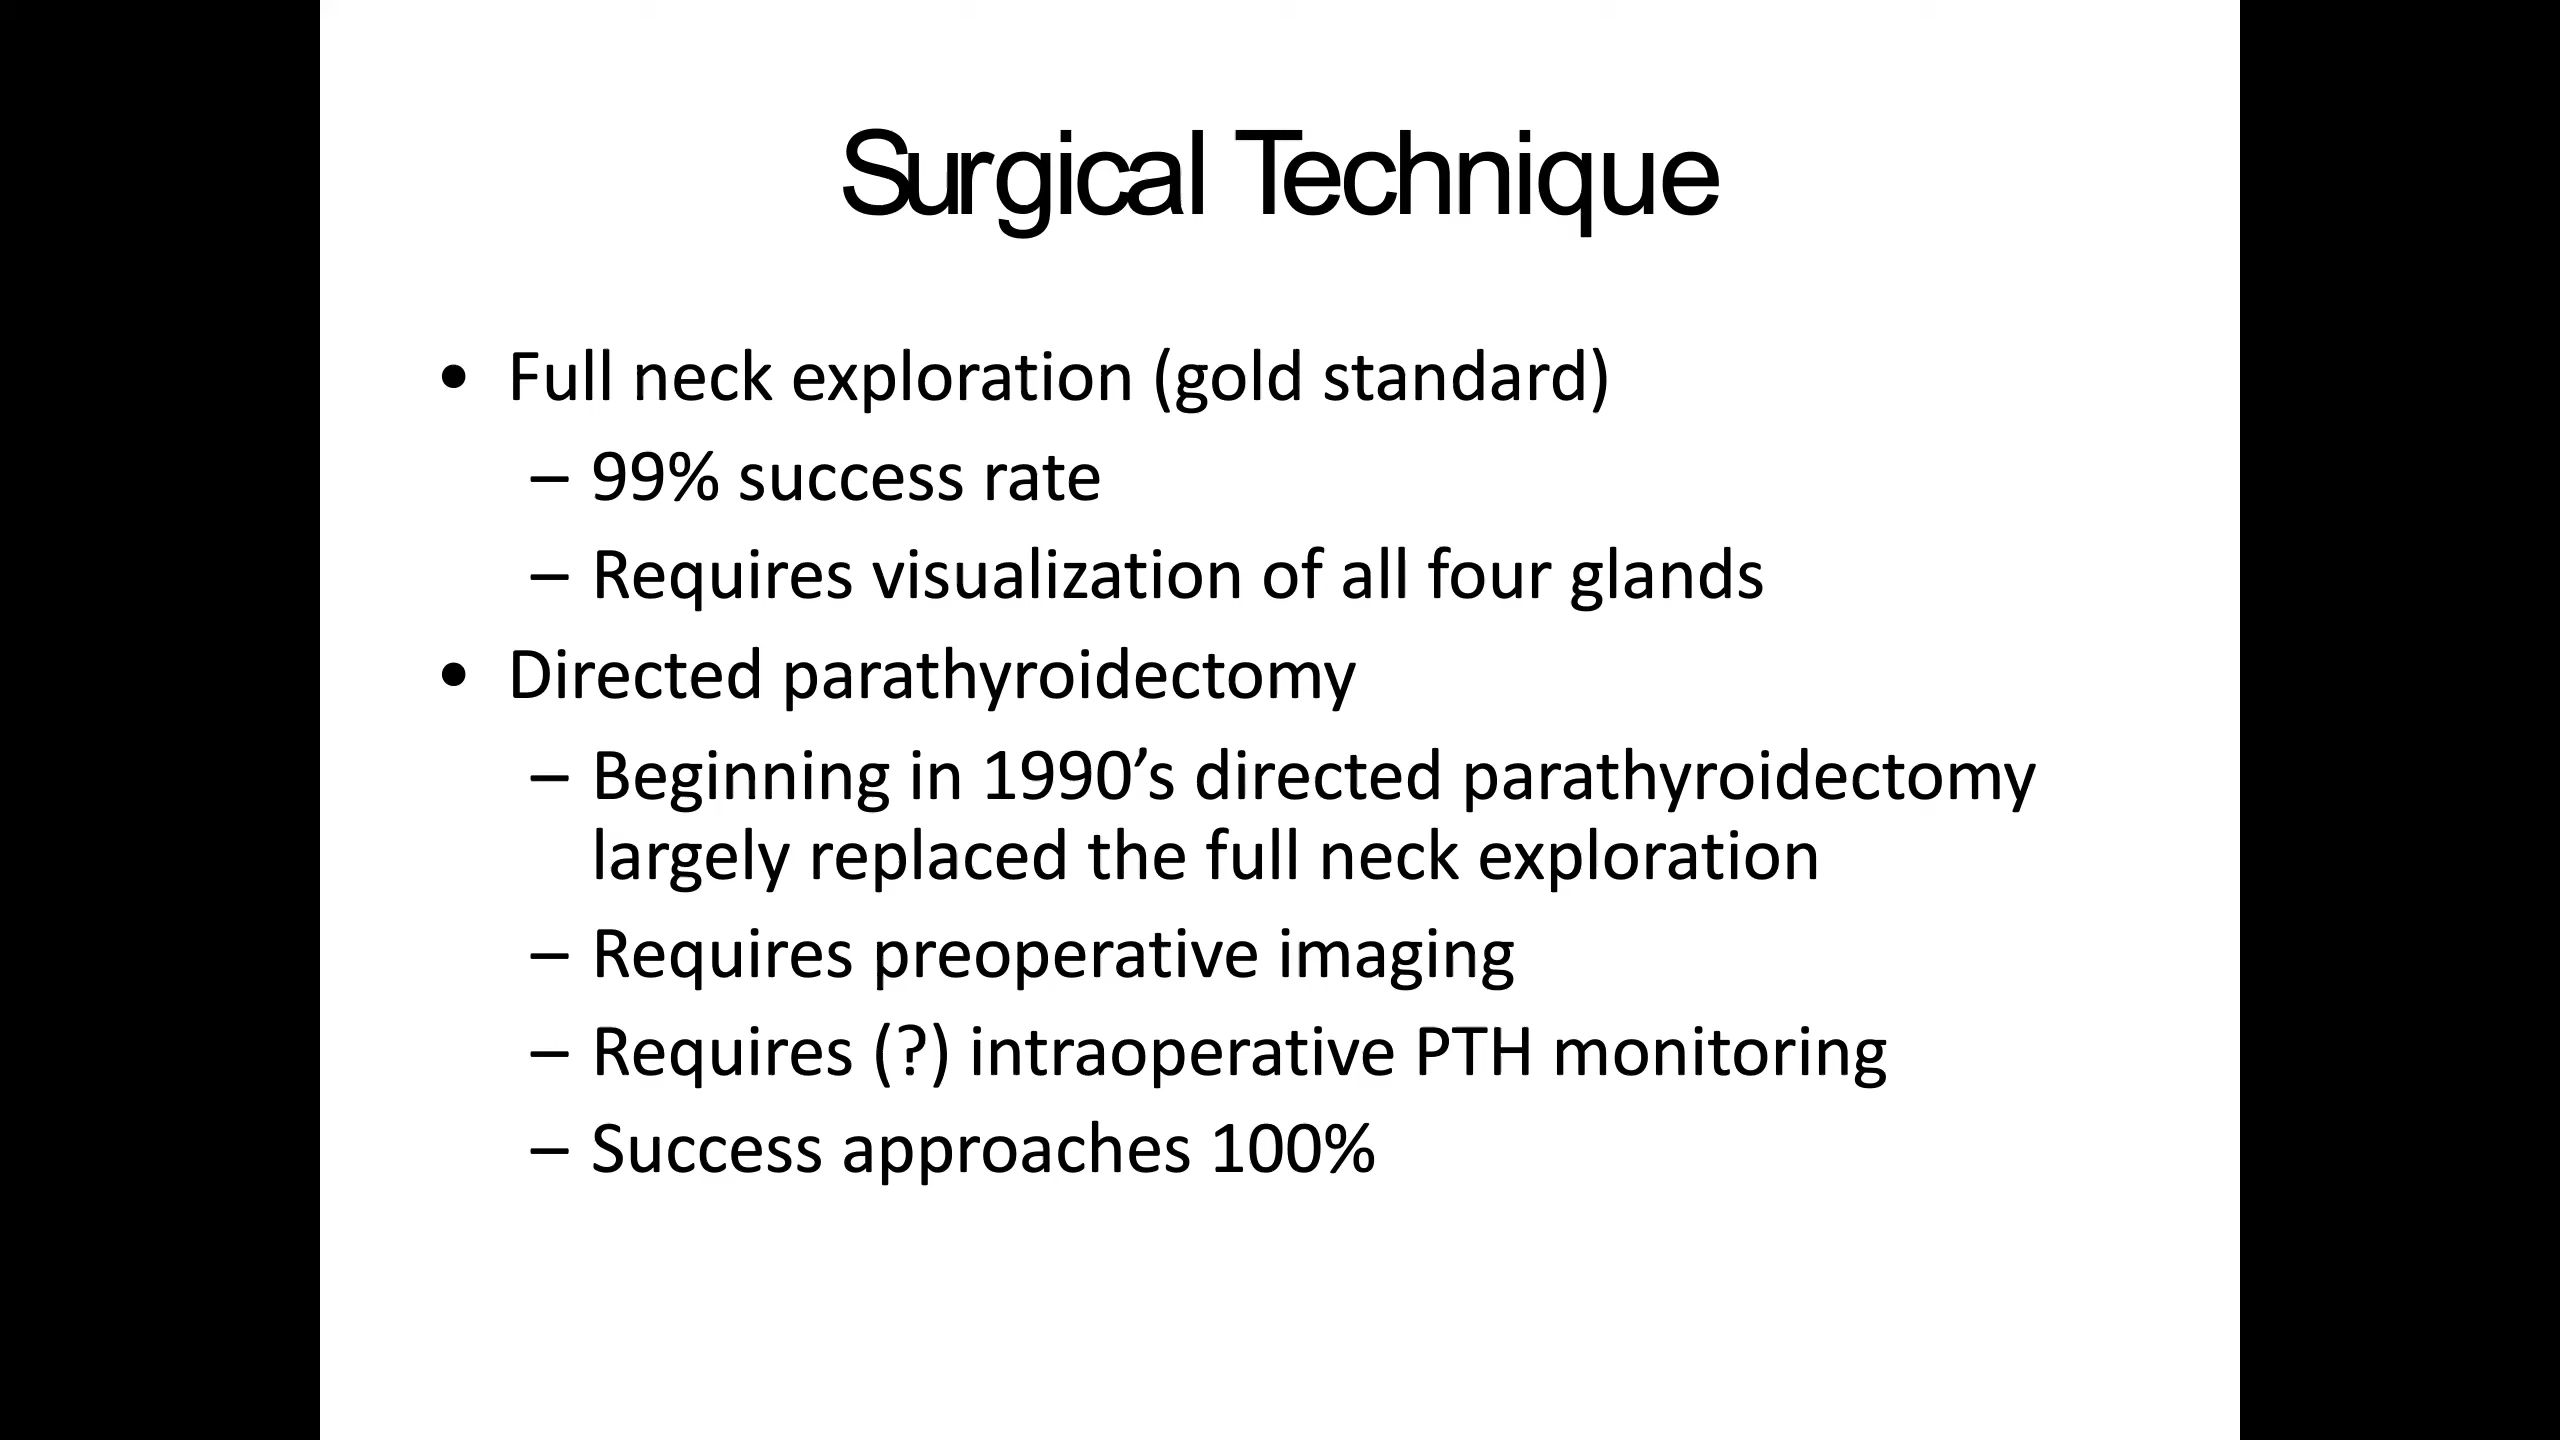 Surgical Technique
• Full neck exploration (gold standard)
– 99% success rate
– Requires visualization of all four glands
• Directed parathyroidectomy
– Beginning in 1990’s directed parathyroidectomy
largely replaced the full neck exploration
– Requires preoperative imaging
– Requires (?) intraoperative PTH monitoring
– Success approaches 100%